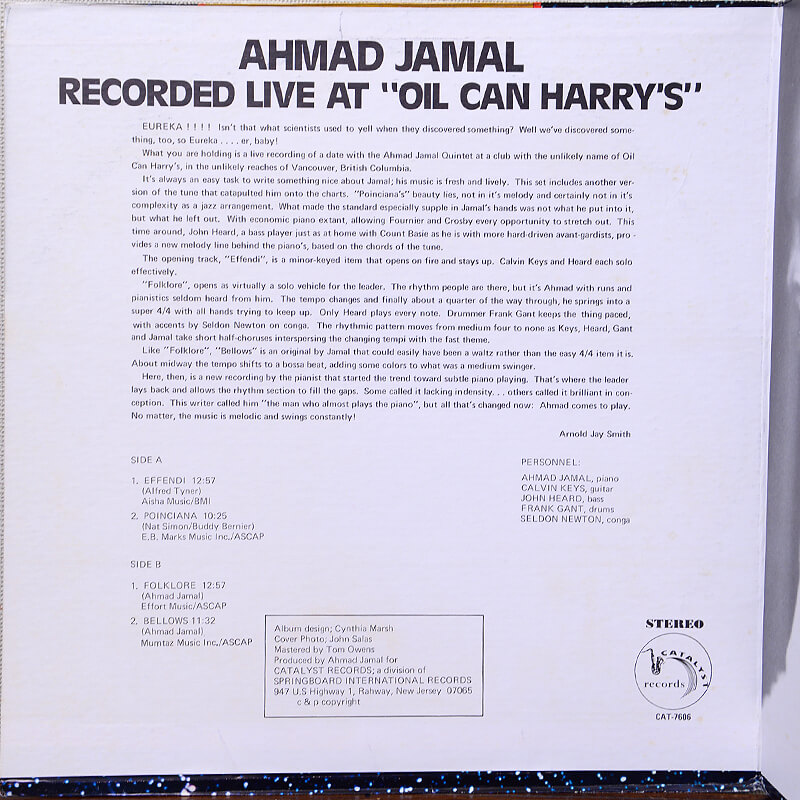 AHMAD JAMAL
RECORDED LIVE AT "OIL CAN HARRY'S"
EUREKA ! ! ! ! Isn't that what scientists used to yell when they discovered something? Well we've discovered some-
thing, too, so Eureka . . . . er, baby!
What you are holding is a live recording of a date with the Ahmad Jamal Quintet at a club with the unlikely name of Oil
Can Harry's, in the unlikely reaches of Vancouver, British Columbia.
It's always an easy task to write something nice about Jamal; his music is fresh and lively. This set includes another ver-
sion of the tune that catapulted him onto the charts. "Poinciana's" beauty lies, not in it's melody and certainly not in it's
complexity as a jazz arrangement. What made the standard especially supple in Jamal's hands was not what he put into it,
but what he left out. With economic piano extant, allowing Fournier and Crosby every opportunity to stretch out. This
time around, John Heard, a bass player just as at home with Count Basie as he is with more hard-driven avant-gardists, pro -
vides a new melody line behind the piano's, based on the chords of the tune.
The opening track, "Effendi", is a minor-keyed item that opens on fire and stays up. Calvin Keys and Heard each solo
effectively.
"Folklore", opens as virtually a solo vehicle for the leader. The rhythm people are there, but it's Ahmad with runs and
pianistics seldom heard from him. The tempo changes and finally about a quarter of the way through, he springs into a
super 4/4 with all hands trying to keep up. Only Heard plays every note. Drummer Frank Gant keeps the thing paced,
with accents by Seldon Newton on conga. The rhythmic pattern moves from medium four to none as Keys, Heard, Gant
and Jamal take short half-choruses interspersing the changing tempi with the fast theme.
Like "Folklore", "Bellows" is an original by Jamal that could easily have been a waltz rather than the easy 4/4 item it is.
About midway the tempo shifts to a bossa beat, adding some colors to what was a medium swinger.
Here, then, is a new recording by the pianist that started the trend toward subtle piano playing. That's where the leader
lays back and allows the rhythm section to fill the gaps. Some called it lacking indensity. . . others called it brilliant in con-
ception. This writer called him "the man who almost plays the piano", but all that's changed now: Ahmad comes to play.
No matter, the music is melodic and swings constantly!
Arnold Jay Smith
SIDE A
1. EFFENDI 12:57
(Alfred Tyner)
Aisha Music/BMI
2. POINCIANA 10:25
(Nat Simon/Buddy Bernier)
E.B. Marks Music Inc./ASCAP
SIDE B
1. FOLKLORE 12:57
(Ahmad Jamal)
Effort Music/ASCAP
2. BELLOWS 11:32
(Ahmad Jamal)
Mumtaz Music Inc./ASCAP
PERSONNEL:
AHMAD JAMAL, piano
CALVIN KEYS, guitar
JOHN HEARD, bass
FRANK GANT, drums
SELDON NEWTON, conga
Album design; Cynthia Marsh
Cover Photo; John Salas
Mastered by Tom Owens
Produced by Ahmad Jamal for
CATALYST RECORDS; a division of
SPRINGBOARD INTERNATIONAL RECORDS
947 U.S Highway 1, Rahway, New Jersey 07065
c & p copyright
STEREO
CATALYST
records
CAT-7606